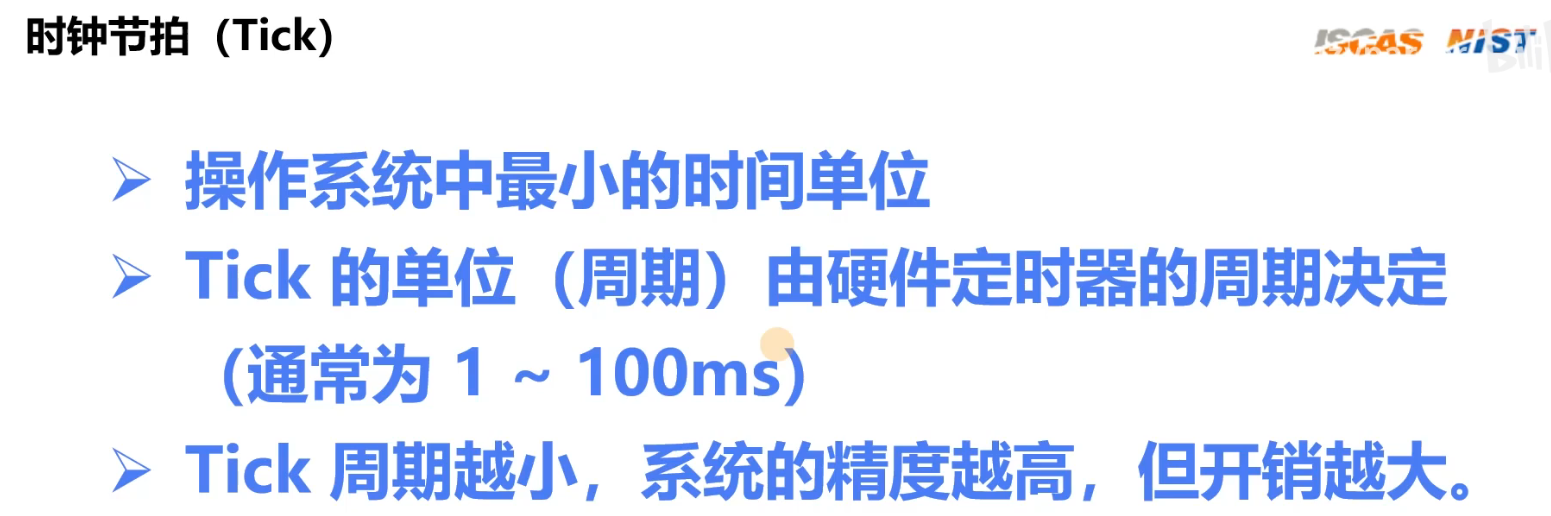 时钟节拍（Tick）
ISCAS NIST
操作系统中最小的时间单位
Tick 的单位（周期）由硬件定时器的周期决定
（通常为 1 ~ 100ms）
Tick 周期越小，系统的精度越高，但开销越大。